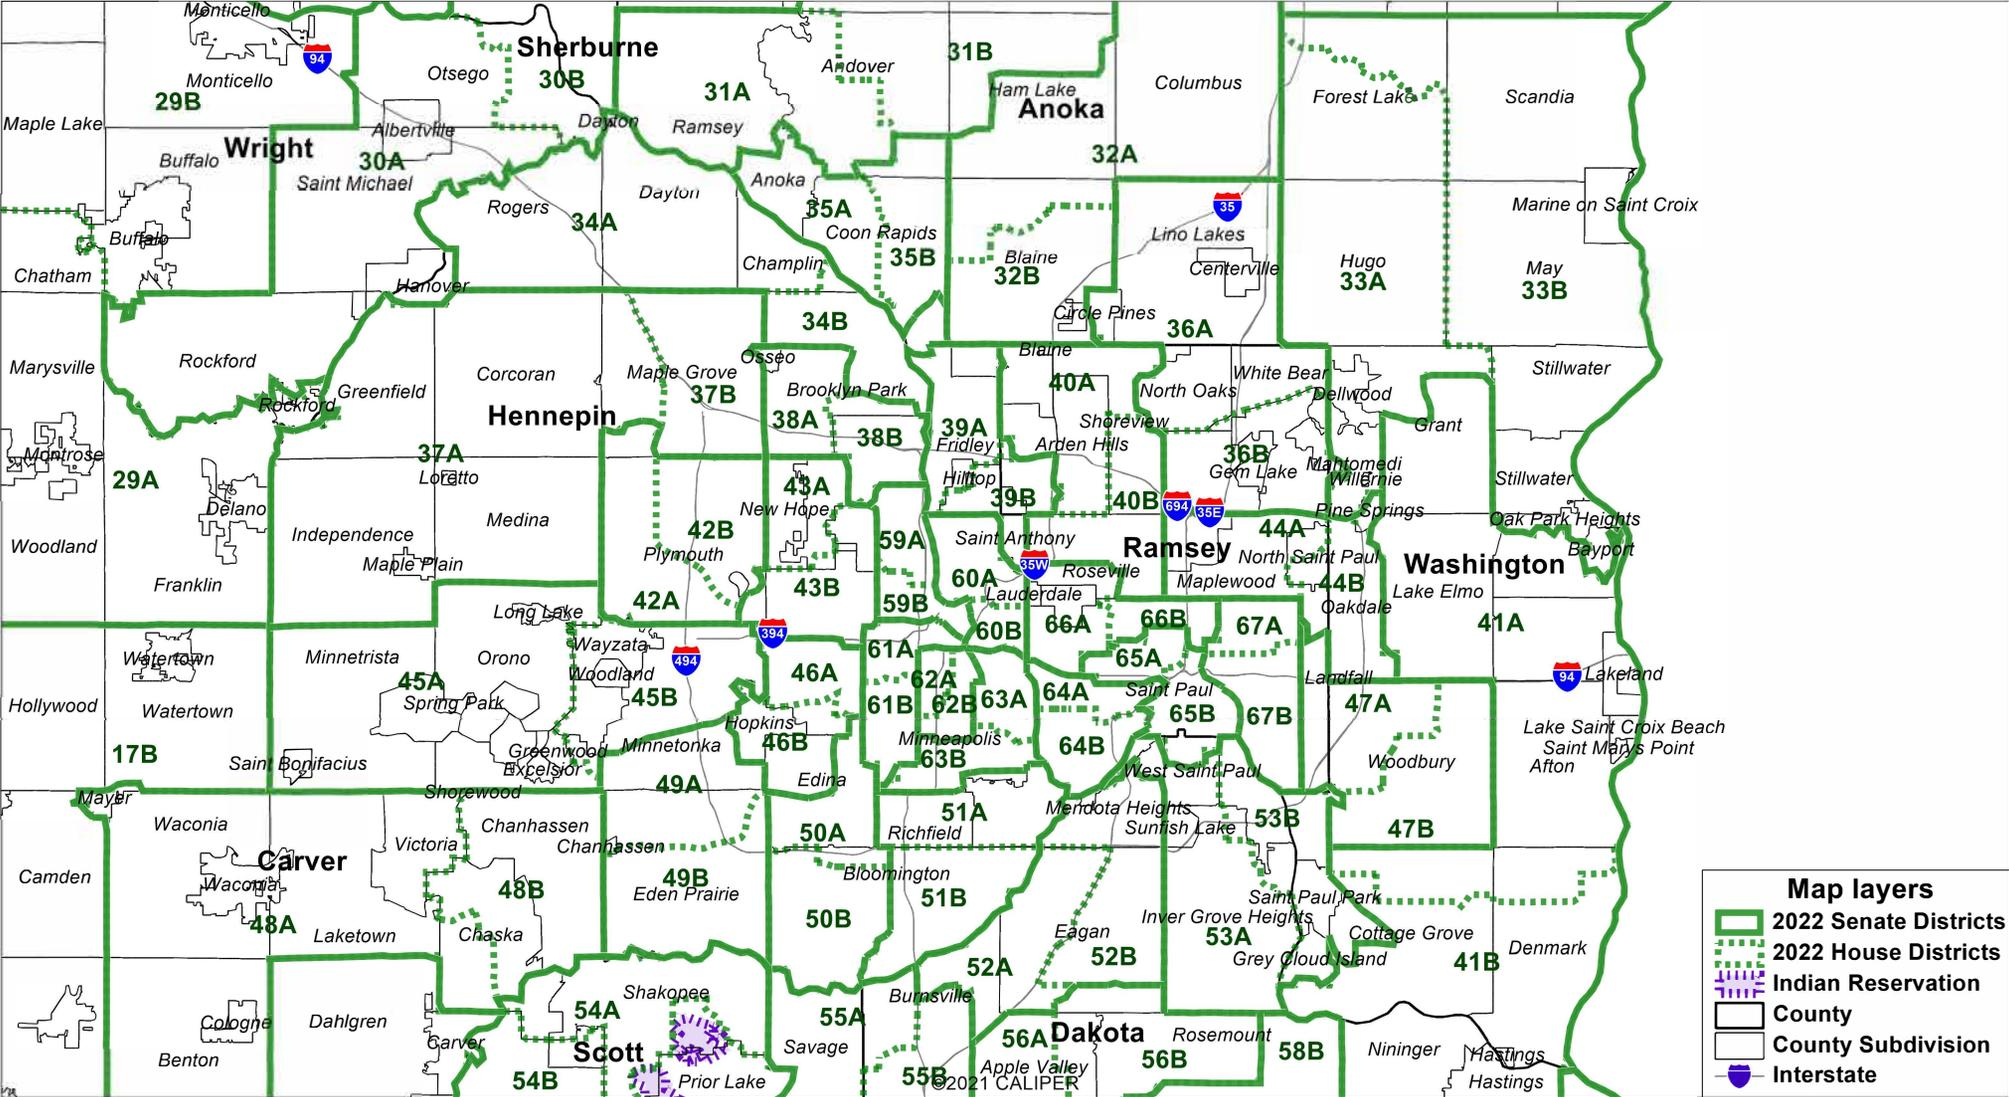 Monticello
Sherburne
31B
94
Otsego
Andover
30B
Monticello
31A
Ham Lake
Columbus
Forest Lake
Scandia
29B
Anoka
Maple Lake
Albertville
Dayton
Ramsey
Wright
32A
Buffalo
30A
Saint Michael
Anoka
Dayton
Rogers
34A
35A
35
Marine on Saint Croix
Coon Rapids
Lino Lakes
Buffalo
35B
Blaine
Chatham
Champlin
32B
Centerville
Hugo
33A
May
33B
Hanover
Circle Pines
34B
36A
Marysville
Rockford
Osseo
Blaine
Stillwater
Corcoran
Maple Grove
37B
Brooklyn Park
40A
North Oaks
White Bear
Dellwood
Greenfield
Rockford
Hennepin
38A
38B
39A
Shoreview
Grant
Montrose
37A
Fridley
Arden Hills
36B
Gem Lake
Mahtomedi
29A
Loretto
43A
Hilltop
39B
40B
694
35E
Willernie
Stillwater
Delano
Medina
New Hope
Pine Springs
Oak Park Heights
Woodland
Independence
42B
59A
Saint Anthony
Ramsey
44A
Bayport
Maple Plain
Plymouth
35W
Roseville
North Saint Paul
Washington
Franklin
43B
60A
Maplewood
44B
Lake Elmo
42A
59B
Lauderdale
Oakdale
Long Lake
394
60B
66A
66B
67A
41A
Watertown
Minnetrista
Orono
Wayzata
494
61A
65A
94
Lakeland
45A
Woodland
46A
62A
Landfall
Hollywood
Watertown
Spring Park
45B
61B
62B
63A
64A
Saint Paul
65B
67B
47A
Hopkins
46B
Minneapolis
64B
Lake Saint Croix Beach
17B
Saint Bonifacius
Greenwood
Minnetonka
63B
Saint Marys Point
Excelsior
49A
Edina
West Saint Paul
Woodbury
Afton
Mayer
Shorewood
Waconia
Chanhassen
50A
51A
Mendota Heights
53B
47B
Victoria
Chanhassen
Richfield
Sunfish Lake
Carver
Camden
Waconia
48B
49B
Eden Prairie
Bloomington
51B
Saint Paul Park
48A
Laketown
Chaska
50B
Eagan
Inver Grove Heights
53A
Cottage Grove
Denmark
52A
52B
Grey Cloud Island
41B
Shakopee
Burnsville
Cologne
Dahlgren
54A
55A
Carver
Scott
Savage
56A
Dakota
Rosemount
58B
Nininger
Hastings
Benton
54B
Prior Lake
55B
Apple Valley
56B
Hastings
©2021 CALIPER
Map layers
2022 Senate Districts
2022 House Districts
Indian Reservation
County
County Subdivision
Interstate